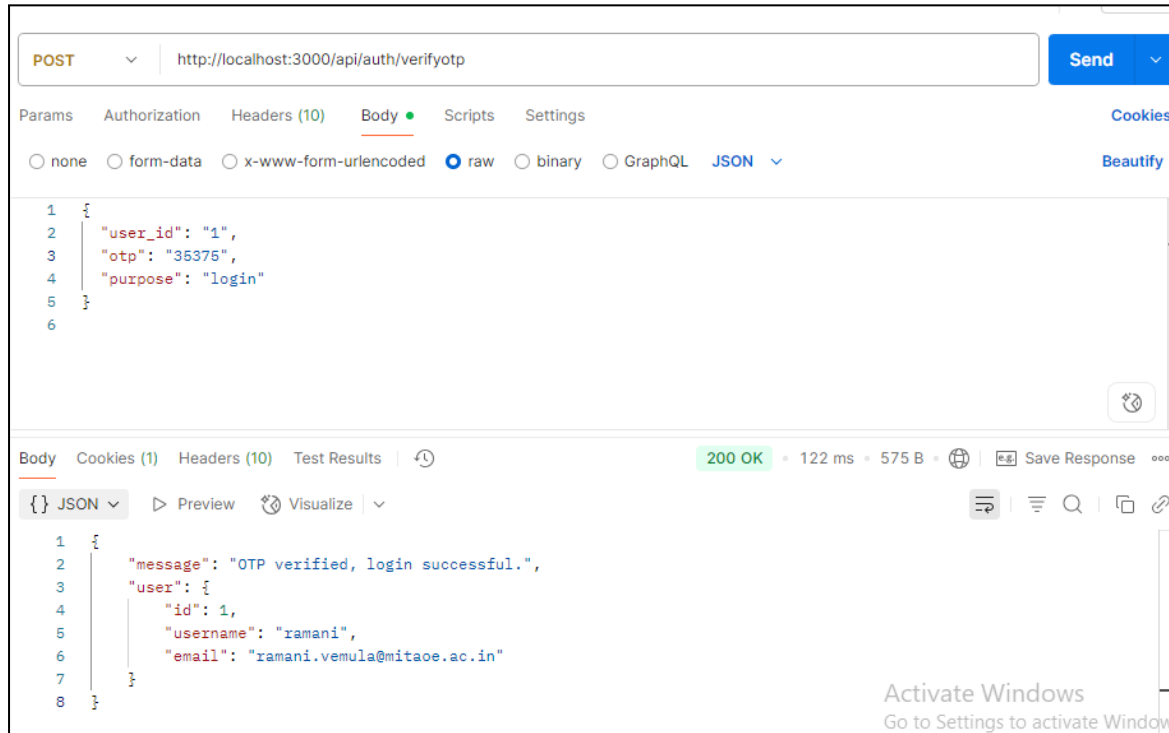 POST http://localhost:3000/api/auth/verifyotp Send
Params Authorization Headers (10) Body Scripts Settings Cookies
none form-data x-www-form-urlencoded raw binary GraphQL JSON Beautify
1 {
2 "user_id": "1",
3 "otp": "35375",
4 "purpose": "login"
5 }
6
Body Cookies (1) Headers (10) Test Results 200 OK 122 ms 575 B e.g. Save Response
{} JSON Preview Visualize
1 {
2 "message": "OTP verified, login successful.",
3 "user": {
4 "id": 1,
5 "username": "ramani",
6 "email": "ramani.vemula@mitaoe.ac.in"
7 }
8 }
Activate Windows
Go to Settings to activate Window